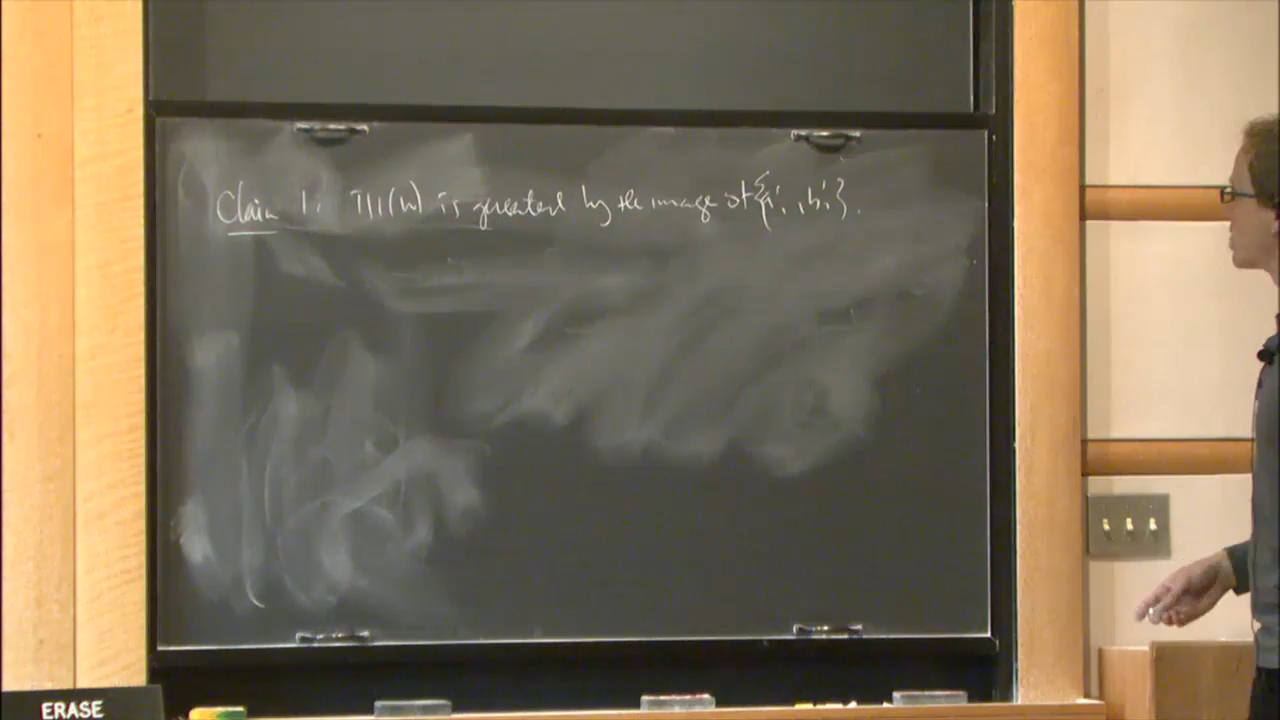 Claim 1. π1(W) is generated by the image of {a'i, b'i}.
ERASE